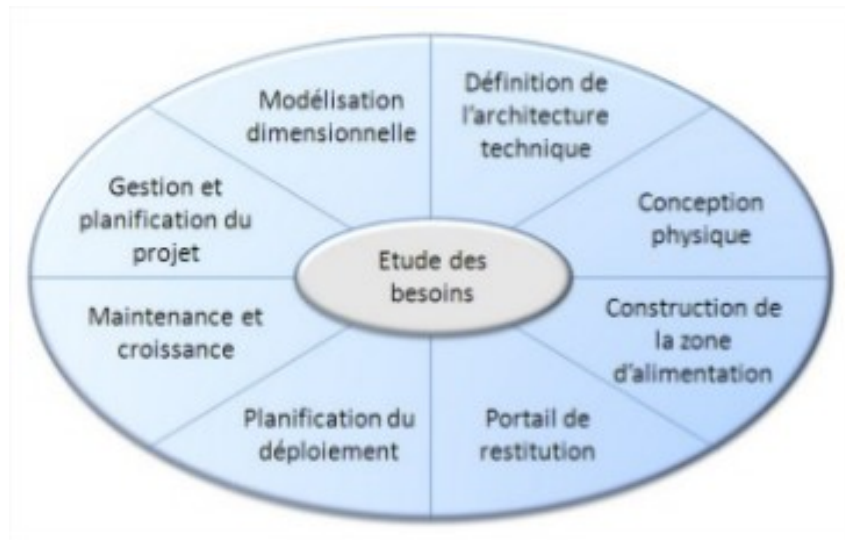 Modélisation
dimensionnelle
Définition de
l'architecture
technique
Gestion et
planification du
projet
Conception
physique
Etude des
besoins
Maintenance et
croissance
Construction de
la zone
d'alimentation
Planification du
déploiement
Portail de
restitution